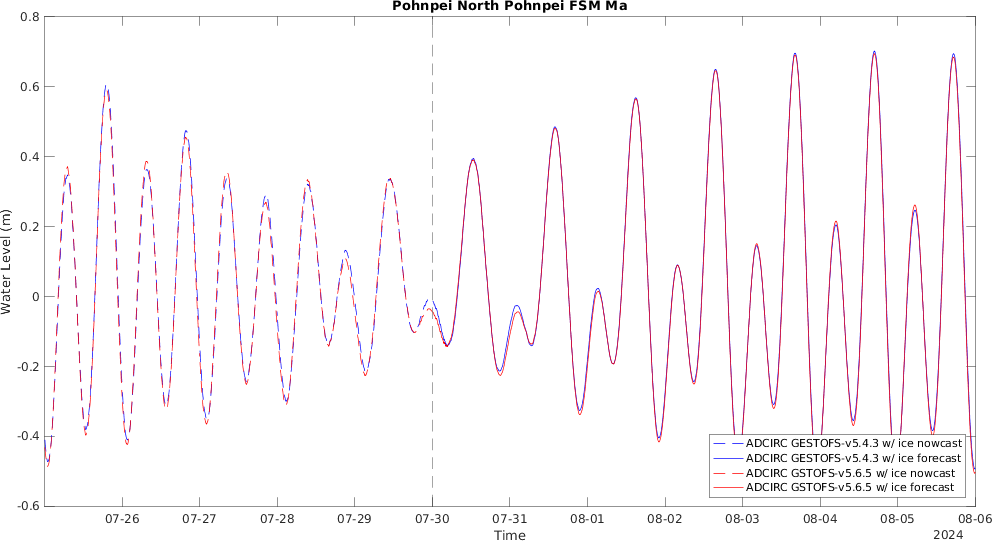 Pohnpei North Pohnpei FSM Ma
0.8
0.6
0.4
0.2
0
-0.2
-0.4
-0.6
Water Level (m)
ADCIRC GESTOFS-v5.4.3 w/ ice nowcast
ADCIRC GESTOFS-v5.4.3 w/ ice forecast
ADCIRC GSTOFS-v5.6.5 w/ ice nowcast
ADCIRC GSTOFS-v5.6.5 w/ ice forecast
07-26 07-27 07-28 07-29 07-30 07-31 08-01 08-02 08-03 08-04 08-05 08-06
Time
2024